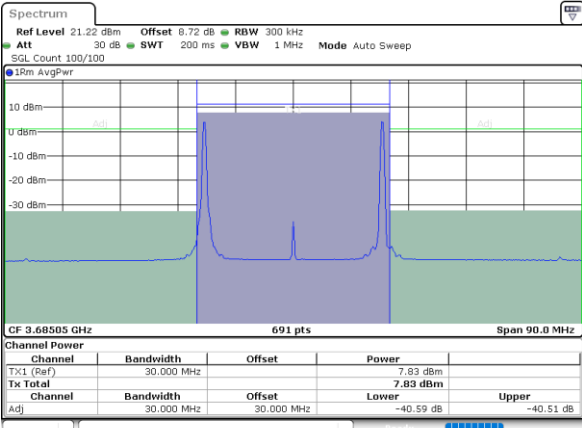 Spectrum
Ref Level 21.22 dBm Offset 8.72 dB RBW 300 kHz
Att 30 dB SWT 200 ms VBW 1 MHz Mode Auto Sweep
SGL Count 100/100
1Rm AvgPwr
10 dBm
Adj Adj
0 dBm
-10 dBm
-20 dBm
-30 dBm
CF 3.68505 GHz 691 pts Span 90.0 MHz
Channel Power
Channel Bandwidth Offset Power
TX1 (Ref) 30.000 MHz 7.83 dBm
Tx Total 7.83 dBm
Channel Bandwidth Offset Lower Upper
Adj 30.000 MHz 30.000 MHz -40.59 dB -40.51 dB